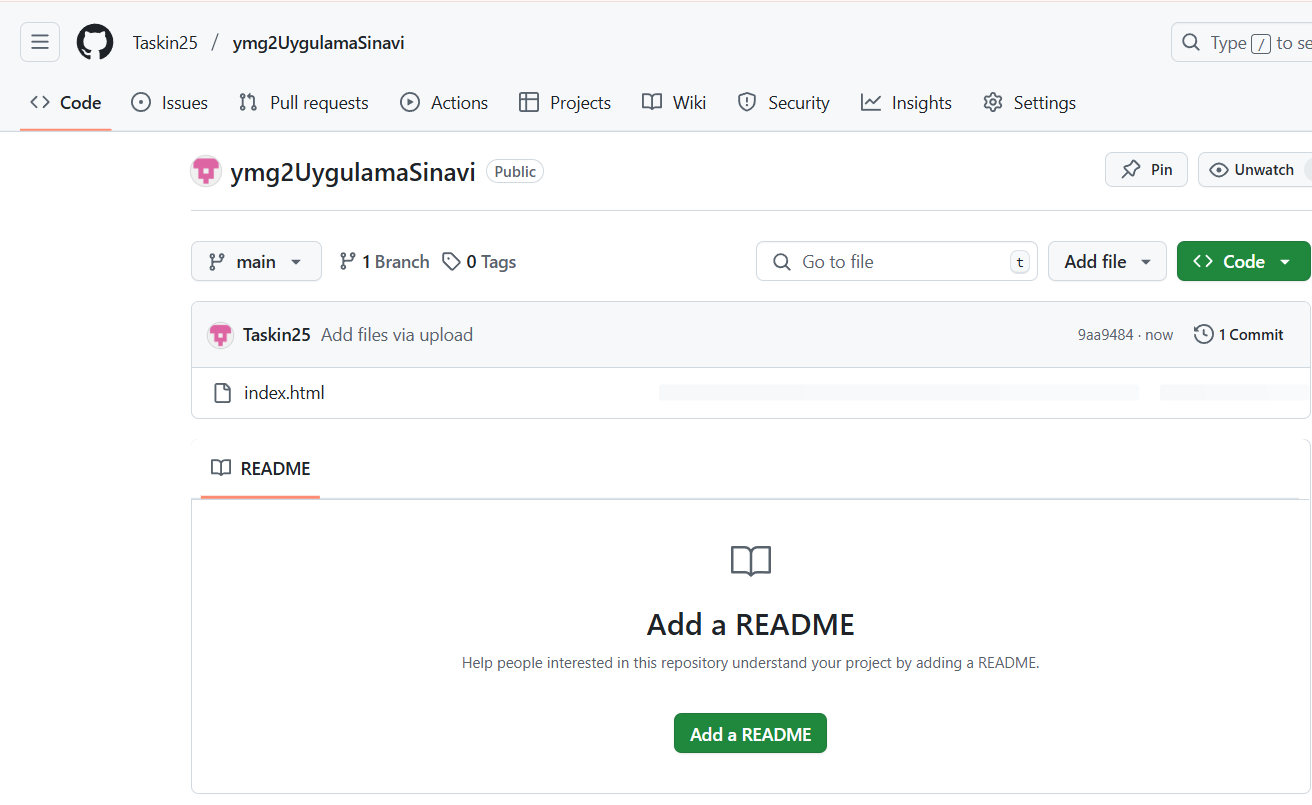 Taskin25 / ymg2UygulamaSinavi
Type / to se
Code Issues Pull requests Actions Projects Wiki Security Insights Settings
ymg2UygulamaSinavi Public
Pin Unwatch
main 1 Branch 0 Tags Go to file t Add file Code
Taskin25 Add files via upload 9aa9484 · now 1 Commit
index.html
README
Add a README
Help people interested in this repository understand your project by adding a README.
Add a README